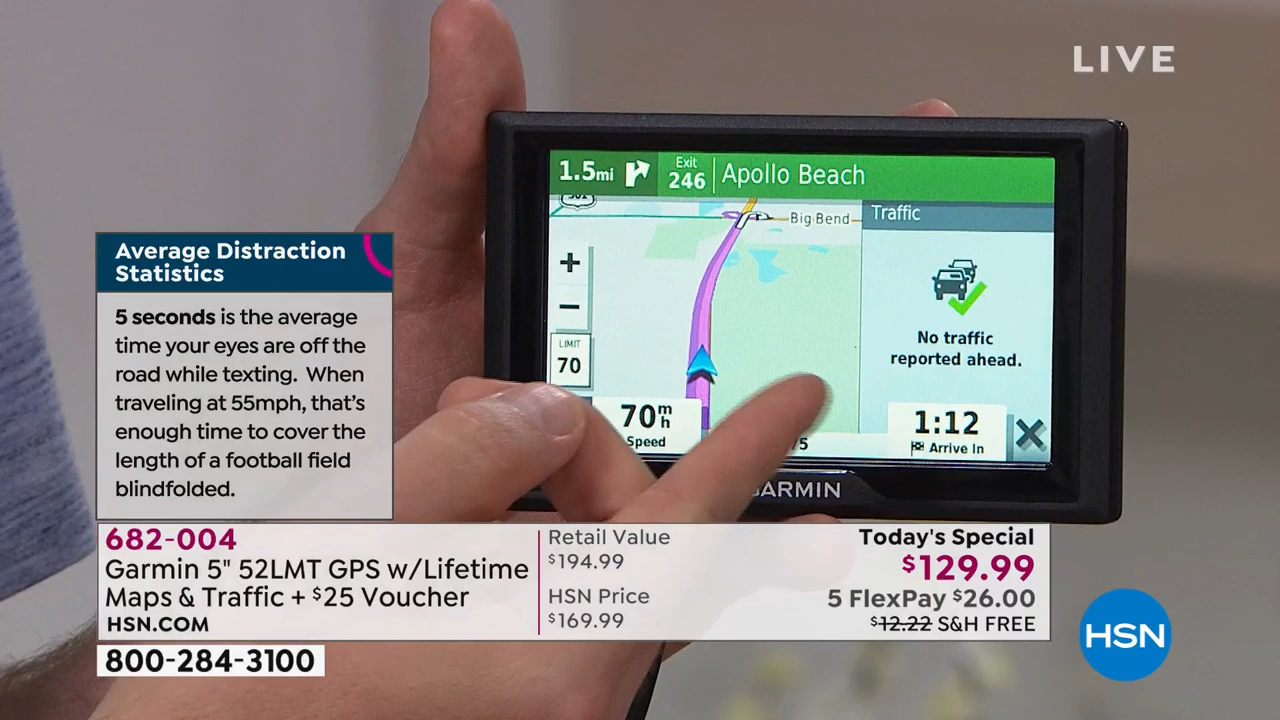 LIVE
1.5mi
Exit
246
Apollo Beach
Big Bend
Traffic
+
−
LIMIT
70
No traffic
reported ahead.
70 mh
Speed
1:12
Arrive In
GARMIN
Average Distraction
Statistics
5 seconds is the average
time your eyes are off the
road while texting. When
traveling at 55mph, that's
enough time to cover the
length of a football field
blindfolded.
682-004
Garmin 5" 52LMT GPS w/Lifetime
Maps & Traffic + $25 Voucher
HSN.COM
Retail Value
$194.99
HSN Price
$169.99
Today's Special
$129.99
5 FlexPay $26.00
$12.22 S&H FREE
800-284-3100
HSN